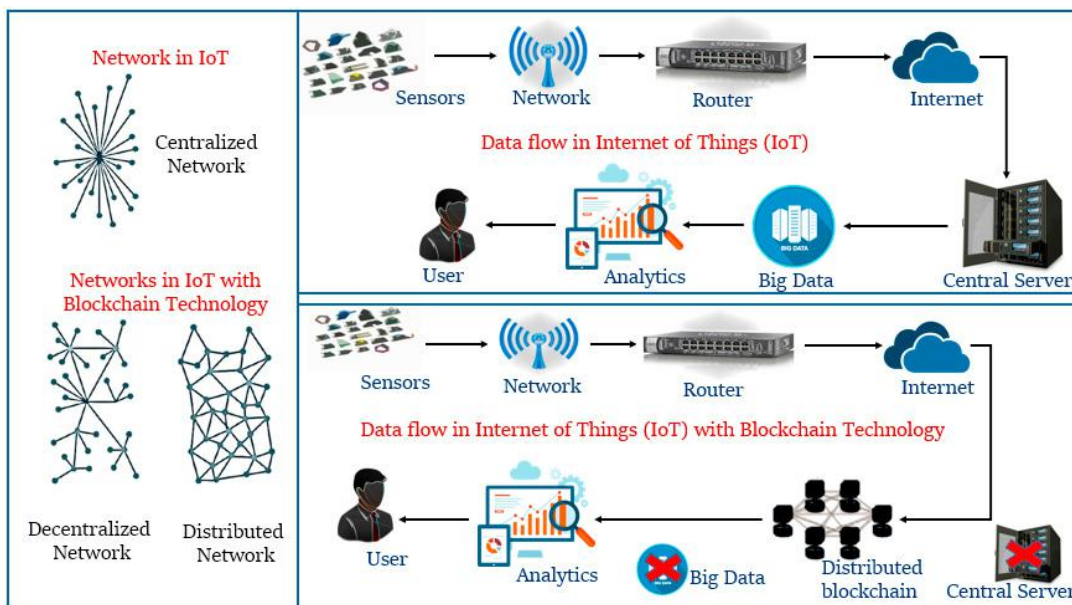 Network in IoT
Centralized
Network
Networks in IoT with
Blockchain Technology
Decentralized
Network
Distributed
Network
Sensors
Network
Router
Internet
Data flow in Internet of Things (IoT)
User
Analytics
BIG DATA
Big Data
Central Server
Sensors
Network
Router
Internet
Data flow in Internet of Things (IoT) with Blockchain Technology
User
Analytics
Big Data
Distributed
blockchain
Central Server